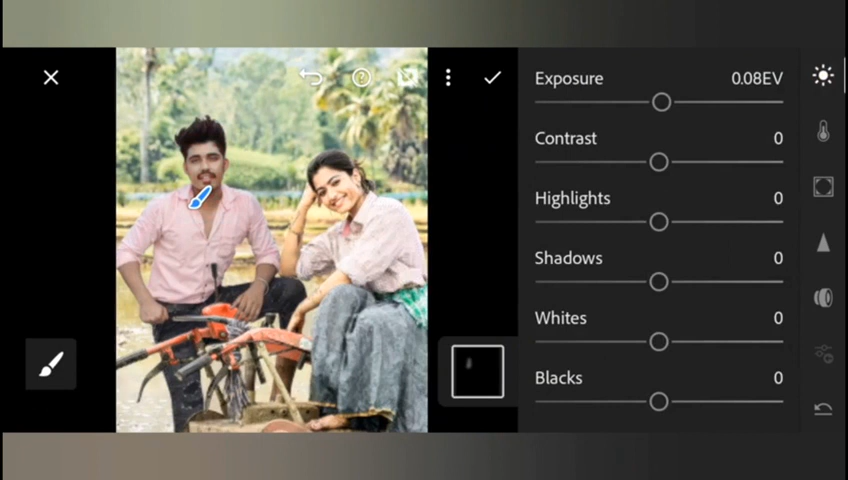 Exposure 0.08EV
Contrast 0
Highlights 0
Shadows 0
Whites 0
Blacks 0